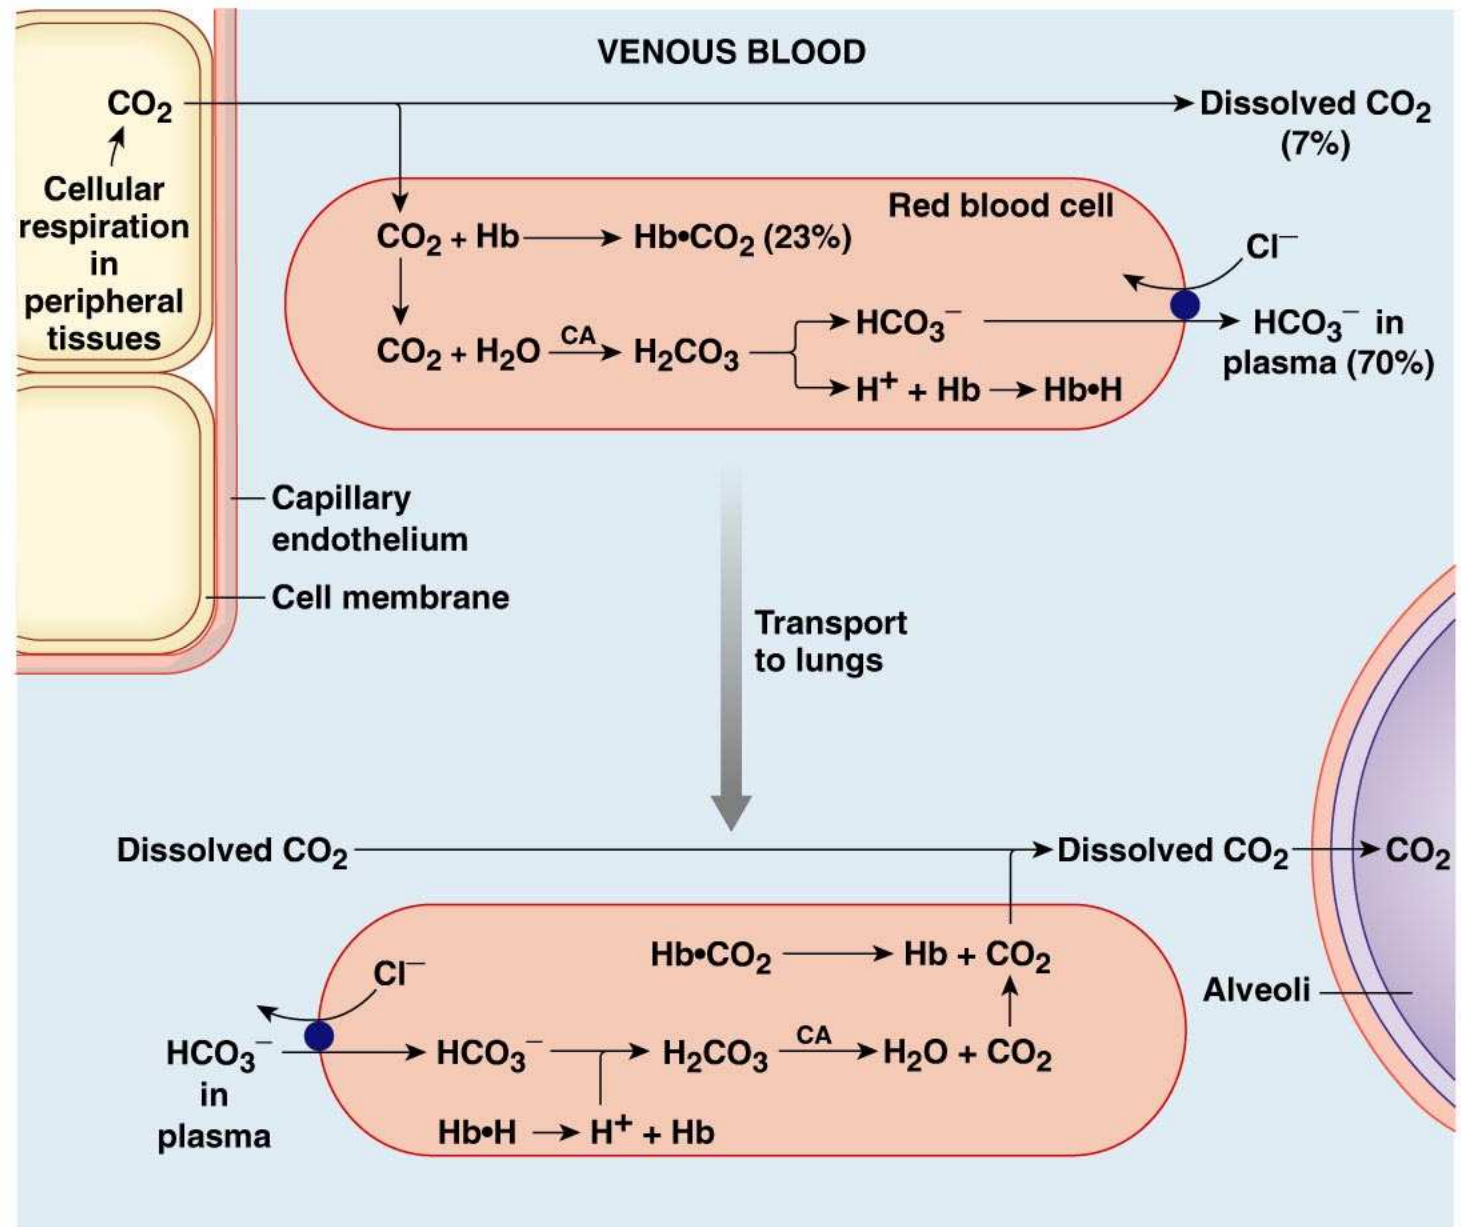 VENOUS BLOOD
CO₂
Dissolved CO₂
(7%)
Cellular
respiration
in
peripheral
tissues
Red blood cell
CO₂ + Hb
Hb•CO₂ (23%)
Cl⁻
CO₂ + H₂O
CA
H₂CO₃
HCO₃⁻
H⁺ + Hb
Hb•H
HCO₃⁻ in
plasma (70%)
Capillary
endothelium
Cell membrane
Transport
to lungs
Dissolved CO₂
Dissolved CO₂
CO₂
Hb•CO₂
Hb + CO₂
Cl⁻
Alveoli
HCO₃⁻
in
plasma
HCO₃⁻
H₂CO₃
CA
H₂O + CO₂
Hb•H
H⁺ + Hb